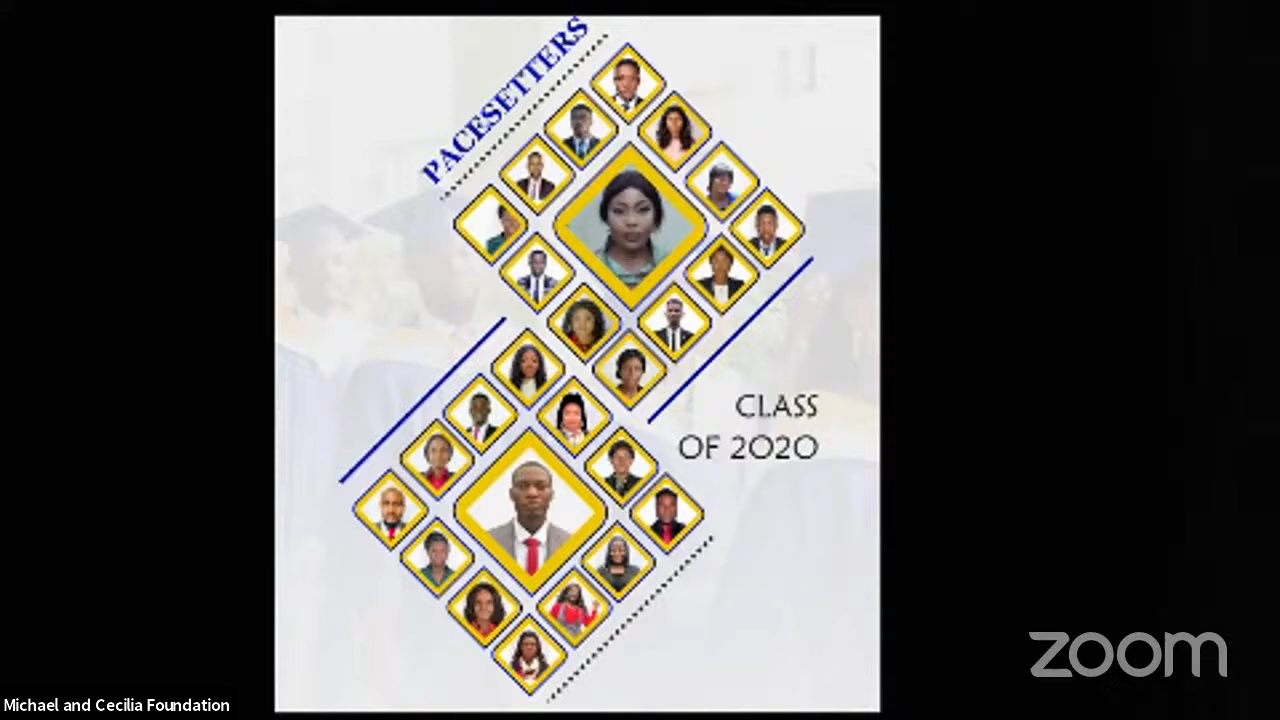 PACESETTERS
CLASS
OF 2020
zoom
Michael and Cecilia Foundation